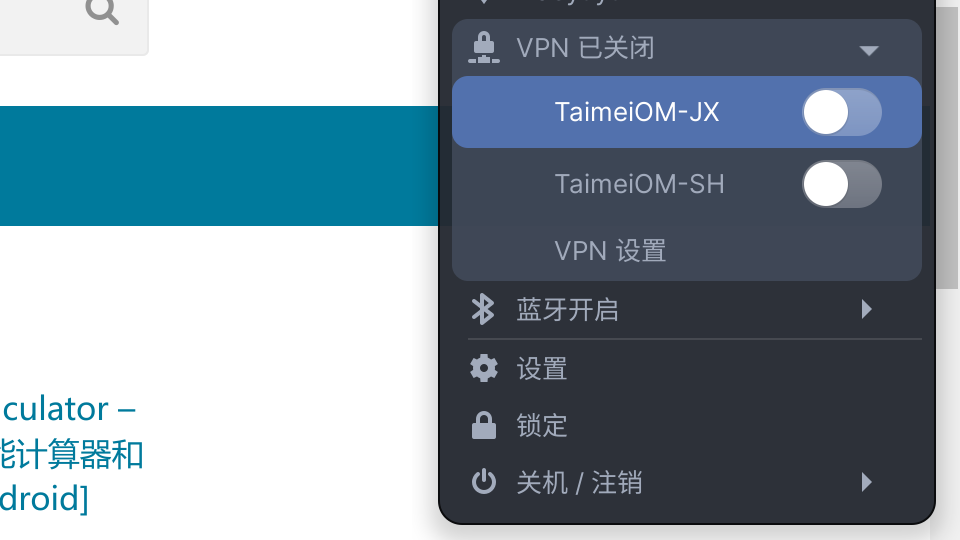 VPN 已关闭
TaimeiOM-JX
TaimeiOM-SH
VPN 设置
蓝牙开启
设置
锁定
关机 / 注销
culator –
能计算器和
droid]